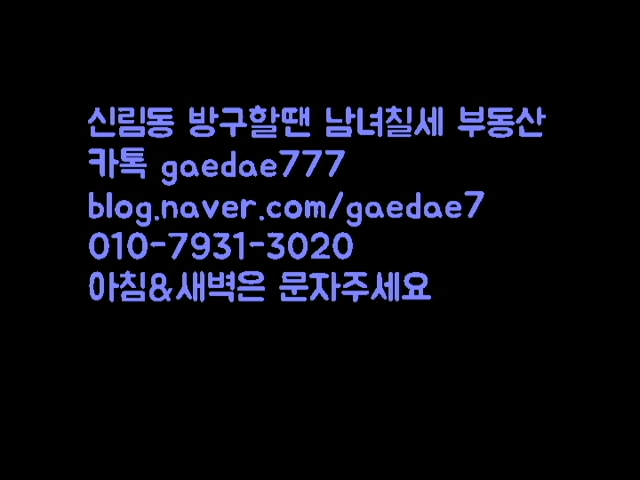 신림동 방구할땐 남녀칠세 부동산
카톡 gaedae777
blog.naver.com/gaedae7
010-7931-3020
아침&새벽은 문자주세요